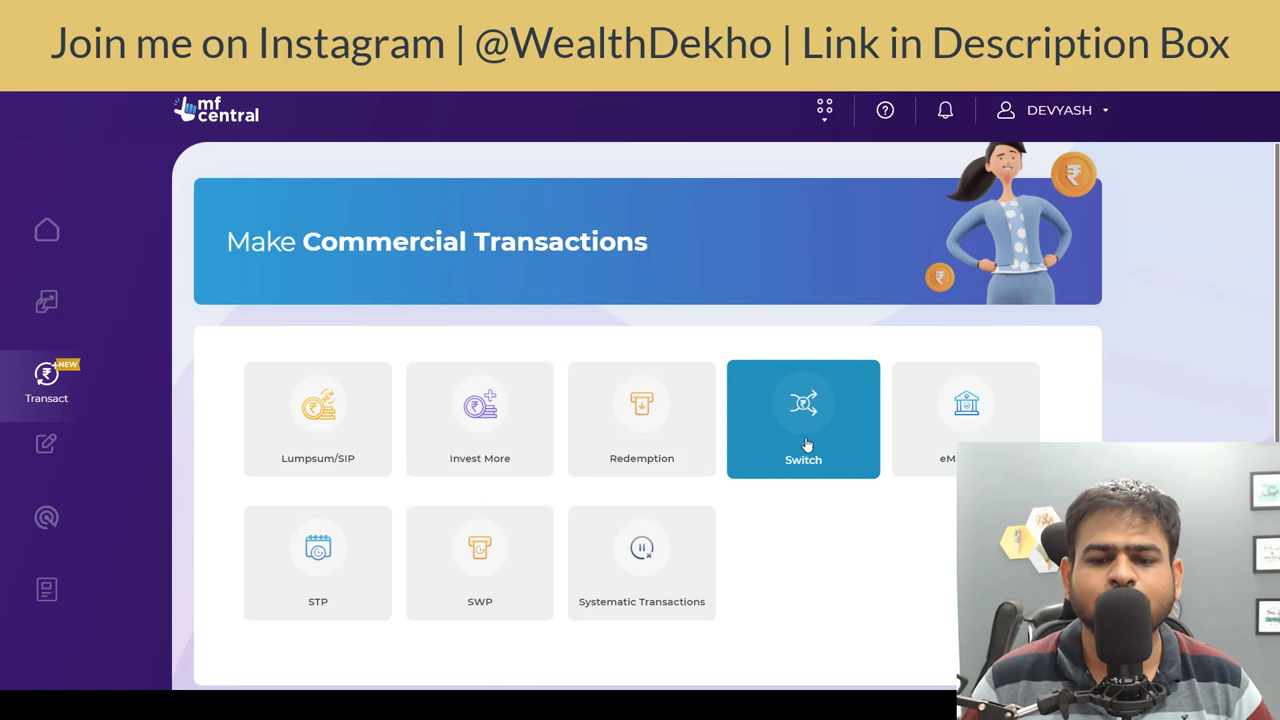 Join me on Instagram | @WealthDekho | Link in Description Box
mf
central
DEVYASH
Make Commercial Transactions
NEW
Transact
Lumpsum/SIP
Invest More
Redemption
Switch
STP
SWP
Systematic Transactions